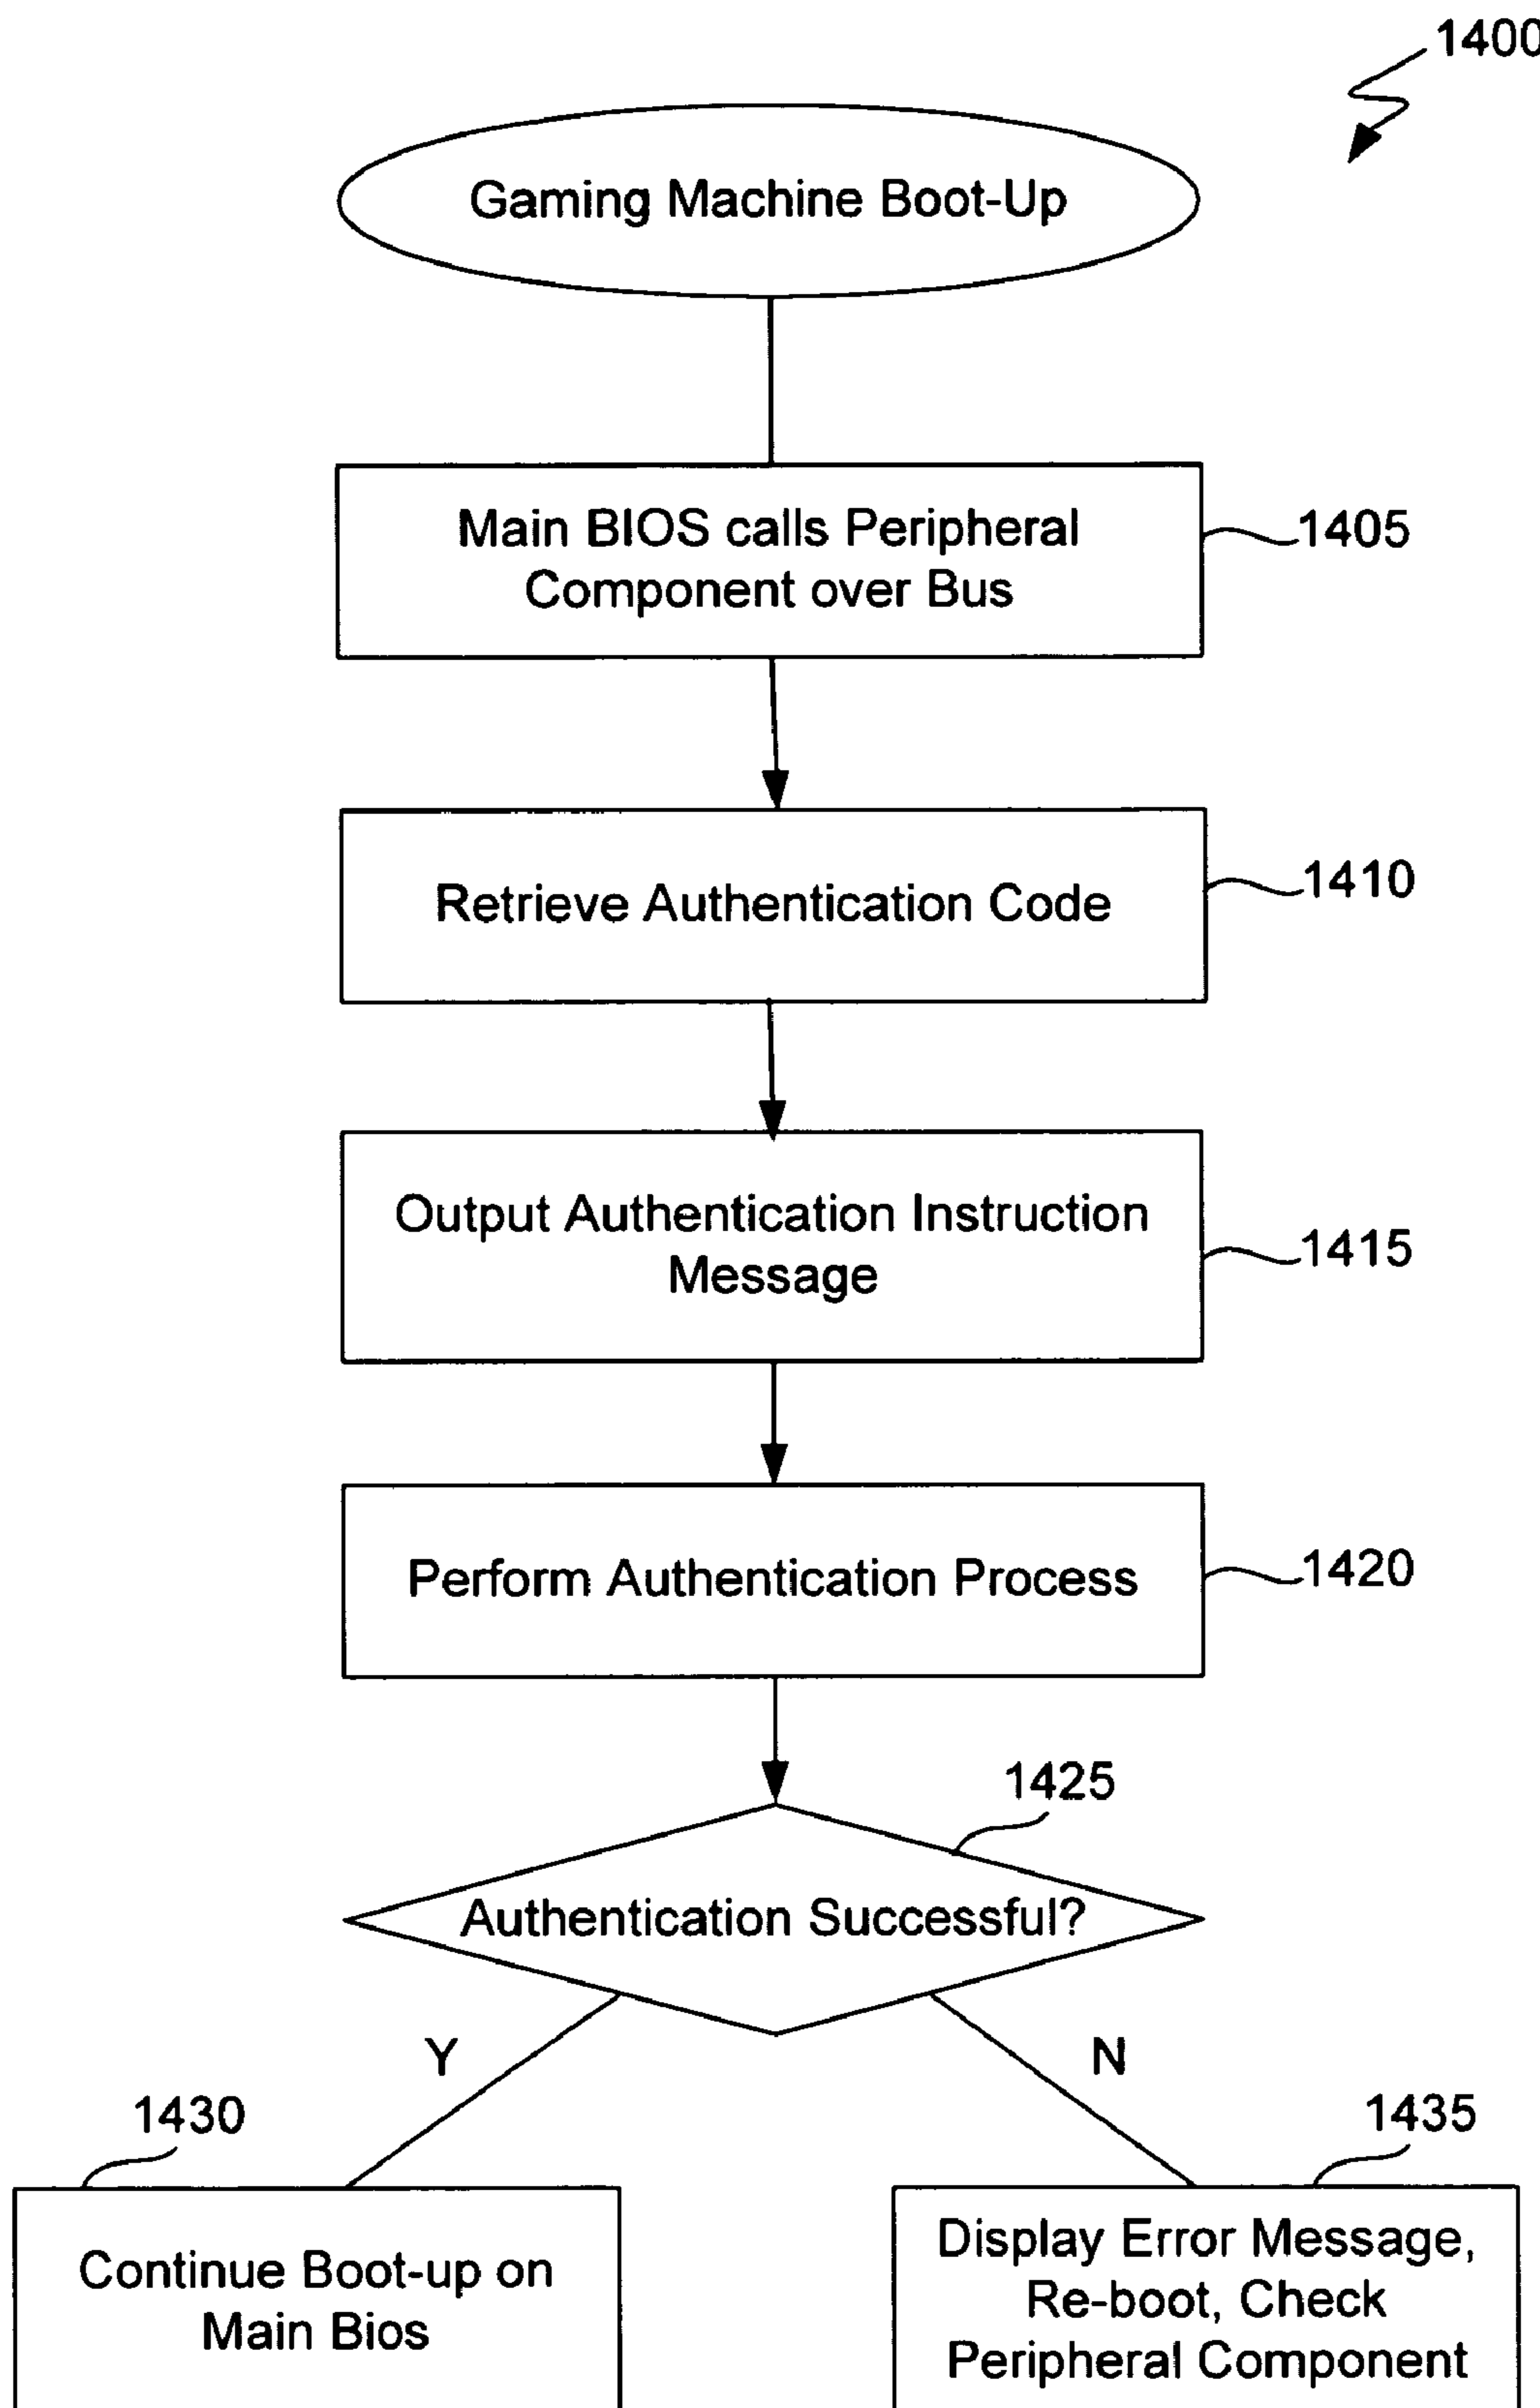 1400
Gaming Machine Boot-Up
Main BIOS calls Peripheral
Component over Bus
1405
Retrieve Authentication Code
1410
Output Authentication Instruction
Message
1415
Perform Authentication Process
1420
1425
Authentication Successful?
Y
N
1430
1435
Continue Boot-up on
Main Bios
Display Error Message,
Re-boot, Check
Peripheral Component